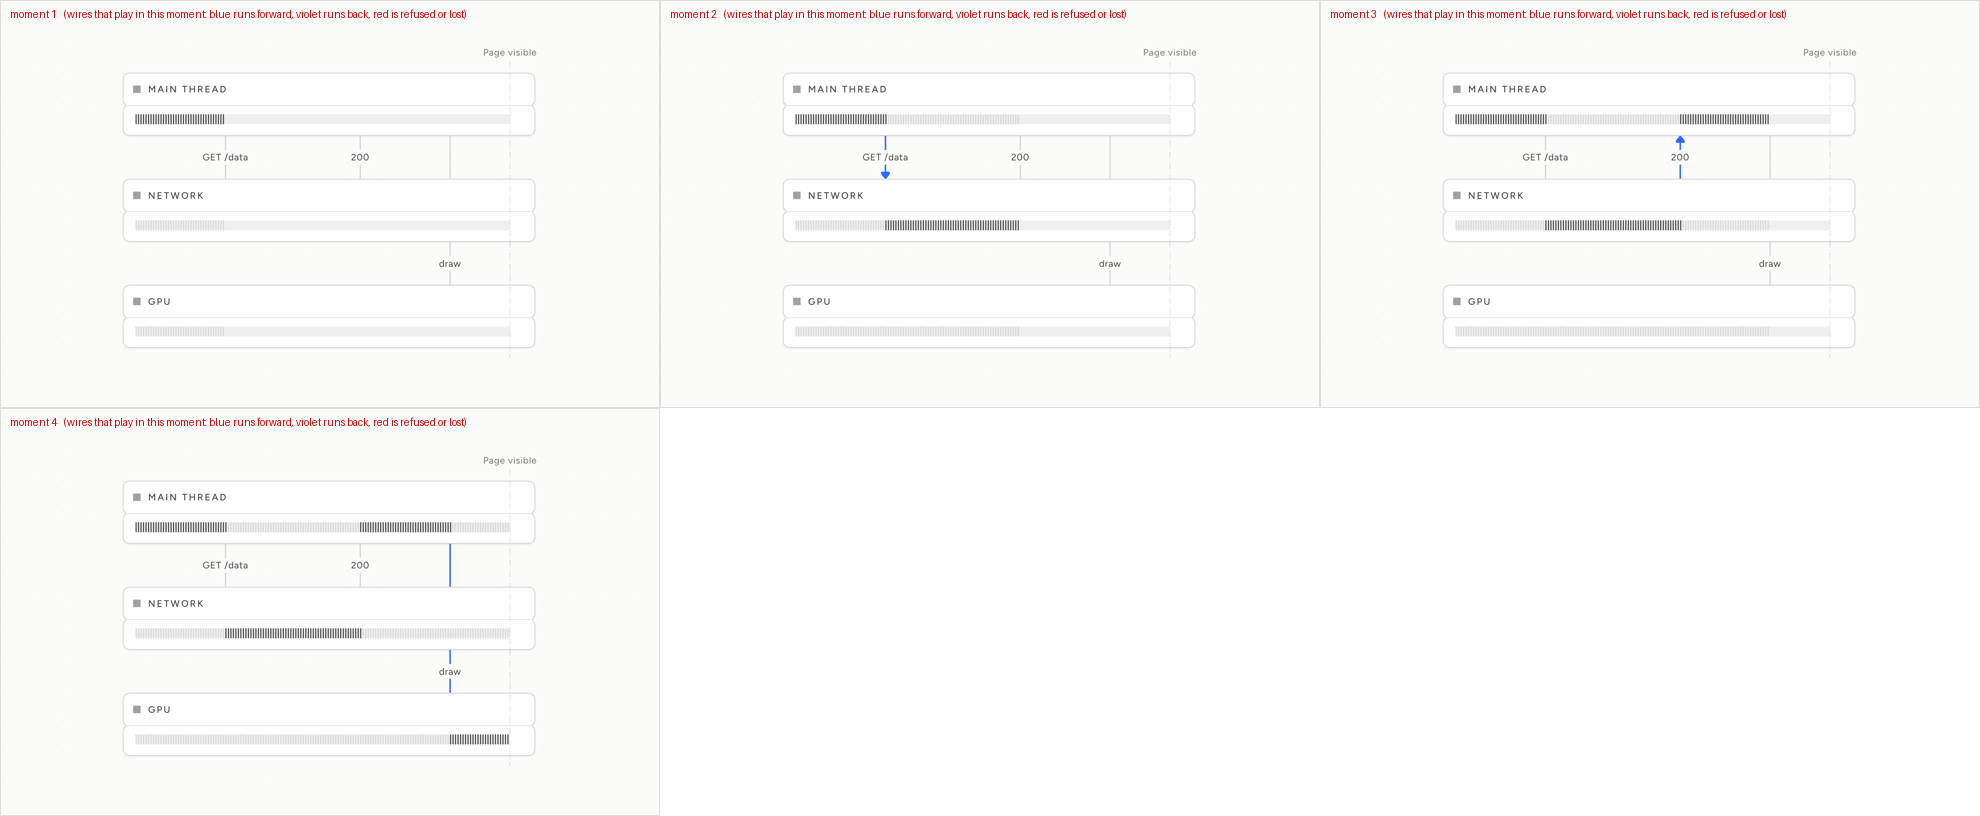 moment 1 (wires that play in this moment: blue runs forward, violet runs back, red is refused or lost)
Page visible
MAIN THREAD
GET /data
200
NETWORK
draw
GPU
moment 2 (wires that play in this moment: blue runs forward, violet runs back, red is refused or lost)
Page visible
MAIN THREAD
GET /data
200
NETWORK
draw
GPU
moment 3 (wires that play in this moment: blue runs forward, violet runs back, red is refused or lost)
Page visible
MAIN THREAD
GET /data
200
NETWORK
draw
GPU
moment 4 (wires that play in this moment: blue runs forward, violet runs back, red is refused or lost)
Page visible
MAIN THREAD
GET /data
200
NETWORK
draw
GPU